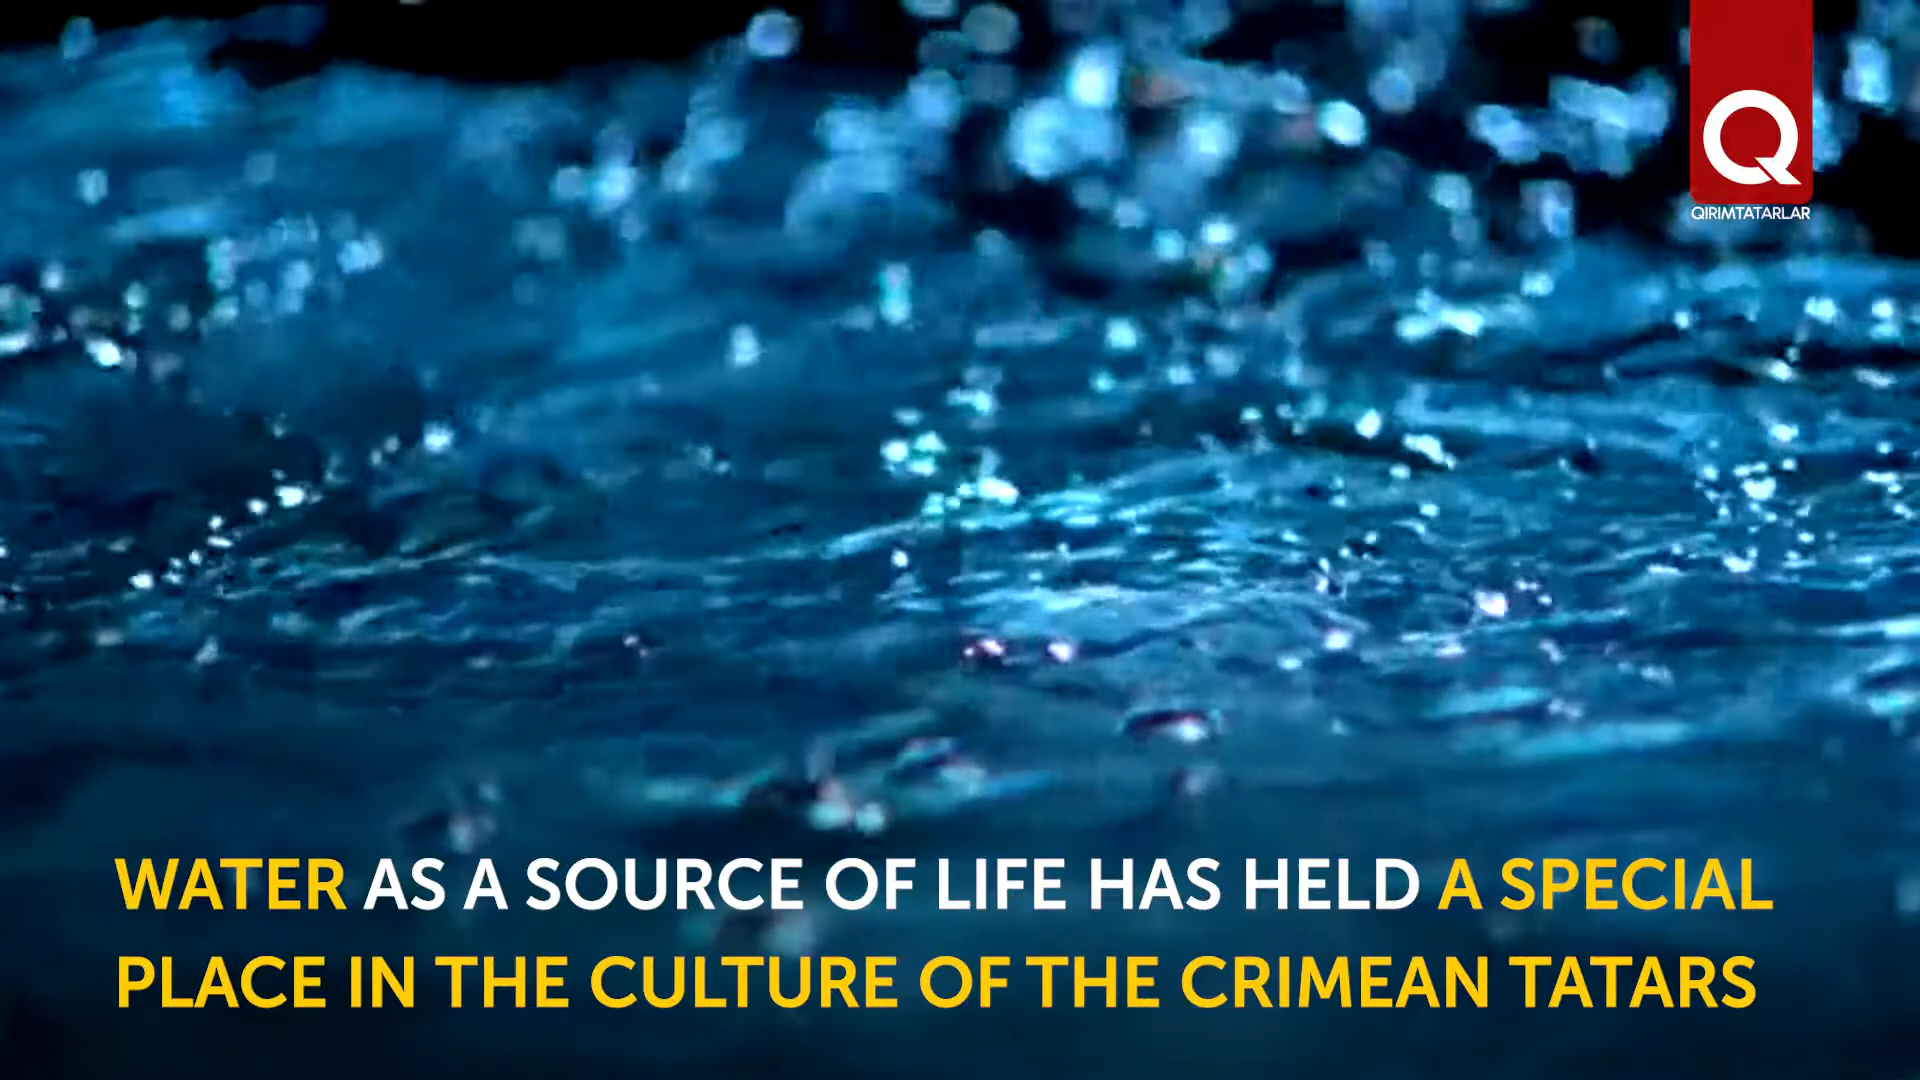 Q
QIRIMTATARLAR
WATER AS A SOURCE OF LIFE HAS HELD A SPECIAL
PLACE IN THE CULTURE OF THE CRIMEAN TATARS